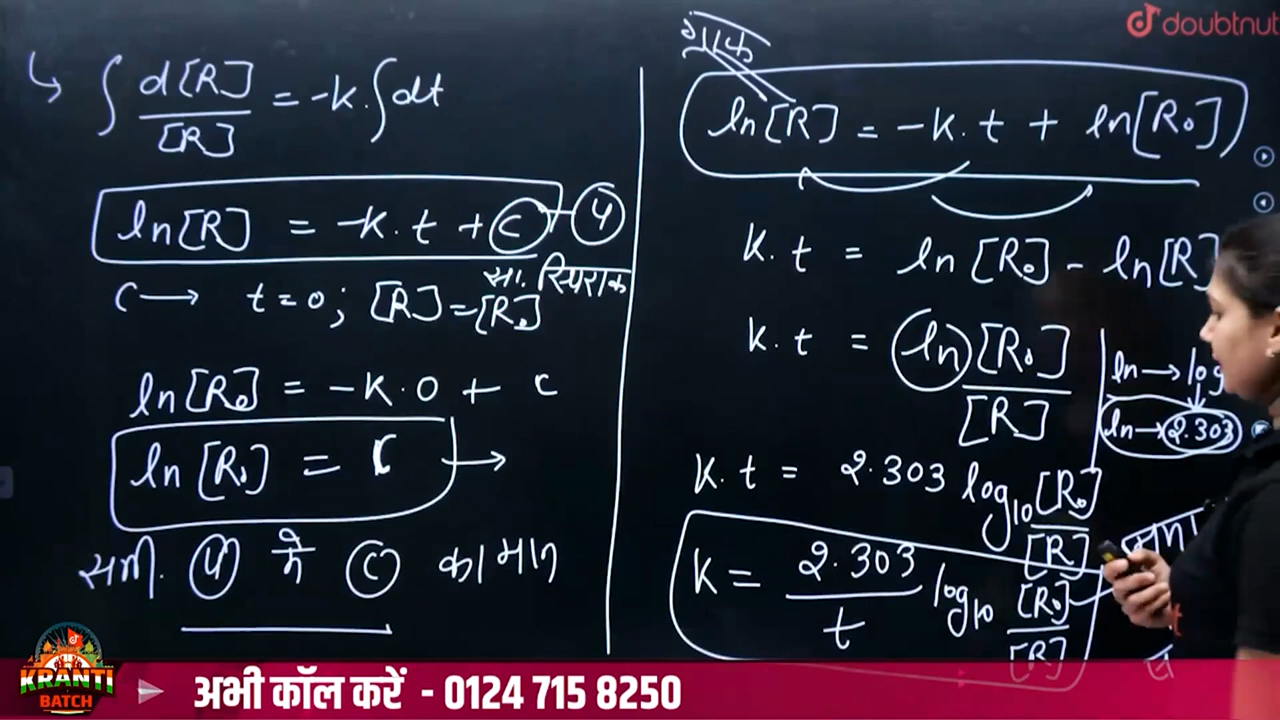 doubtnut
↳ ∫ d[R]/[R] = -k.∫dt
ln[R] = -k.t + C — 4
सा. स्थिरांक
C → t=0; [R]=[R₀]
ln[R₀] = -k.0 + C
ln[R₀] = C →
समी. 4 में C का मान
ग्राफ
ln[R] = -k.t + ln[R₀]
k.t = ln[R₀] - ln[R]
k.t = ln [R₀]/[R]
ln → log
ln → 2.303
k.t = 2.303 log₁₀ [R₀]/[R]
k = 2.303/t log₁₀ [R₀]/[R]
KRANTI
BATCH
अभी कॉल करें - 0124 715 8250